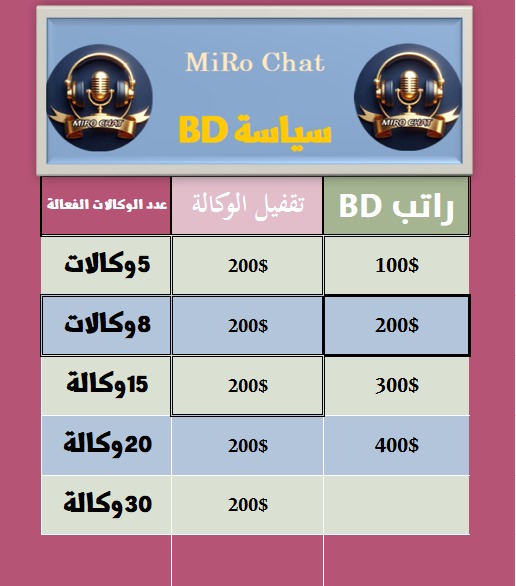 MiRo Chat
سياسة BD
MIRO CHAT
MIRO CHAT
راتب BD
تقفيل الوكالة
عدد الوكالات الفعالة
100$
200$
5وكالات
200$
200$
8وكالات
300$
200$
15وكالة
400$
200$
20وكالة
200$
30وكالة